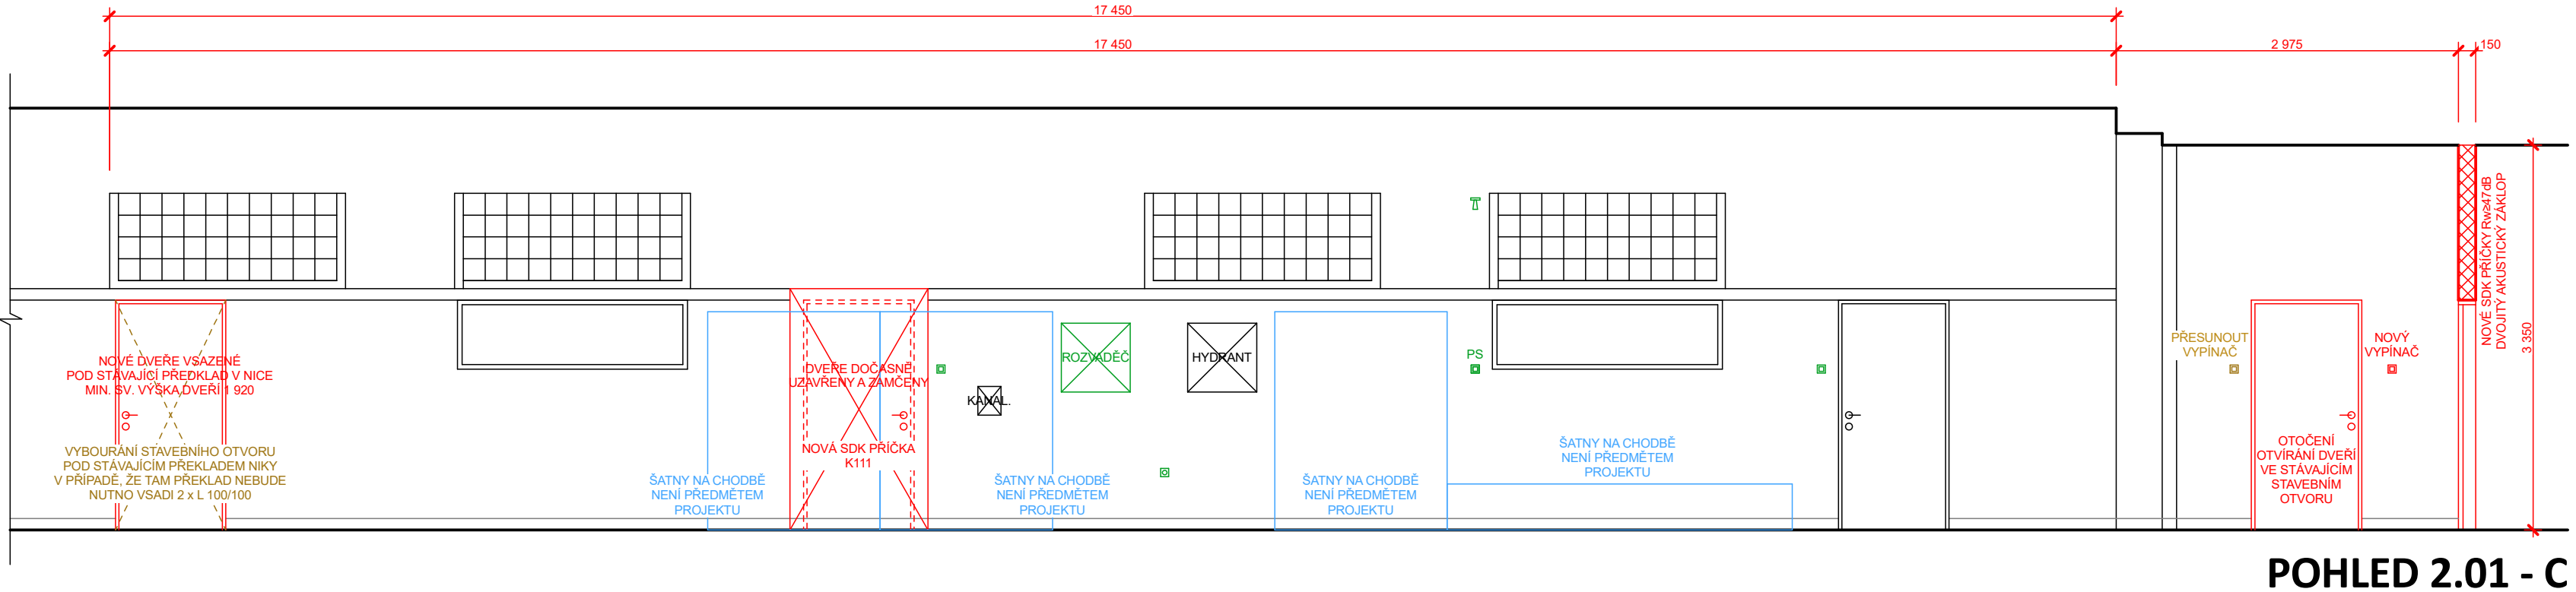 17 450
17 450
2 975
150
NOVÉ SDK PŘÍČKY Rw≥47dB
DVOJITÝ AKUSTICKÝ ZÁKLOP
3 350
NOVÉ DVEŘE VSAZENÉ
POD STÁVAJÍCÍ PŘEDKLAD V NICE
MIN. SV. VÝŠKA DVEŘÍ 1 920
VYBOURÁNÍ STAVEBNÍHO OTVORU
POD STÁVAJÍCÍM PŘEKLADEM NIKY
V PŘÍPADĚ, ŽE TAM PŘEKLAD NEBUDE
NUTNO VSADI 2 x L 100/100
ŠATNY NA CHODBĚ
NENÍ PŘEDMĚTEM
PROJEKTU
DVEŘE DOČASNĚ
UZAVŘENY A ZAMČENY
NOVÁ SDK PŘÍČKA
K111
KANAL.
ŠATNY NA CHODBĚ
NENÍ PŘEDMĚTEM
PROJEKTU
ROZVADĚČ
HYDRANT
ŠATNY NA CHODBĚ
NENÍ PŘEDMĚTEM
PROJEKTU
PS
ŠATNY NA CHODBĚ
NENÍ PŘEDMĚTEM
PROJEKTU
PŘESUNOUT
VYPÍNAČ
OTOČENÍ
OTVÍRÁNÍ DVEŘÍ
VE STÁVAJÍCÍM
STAVEBNÍM
OTVORU
NOVÝ
VYPÍNAČ
POHLED 2.01 - C